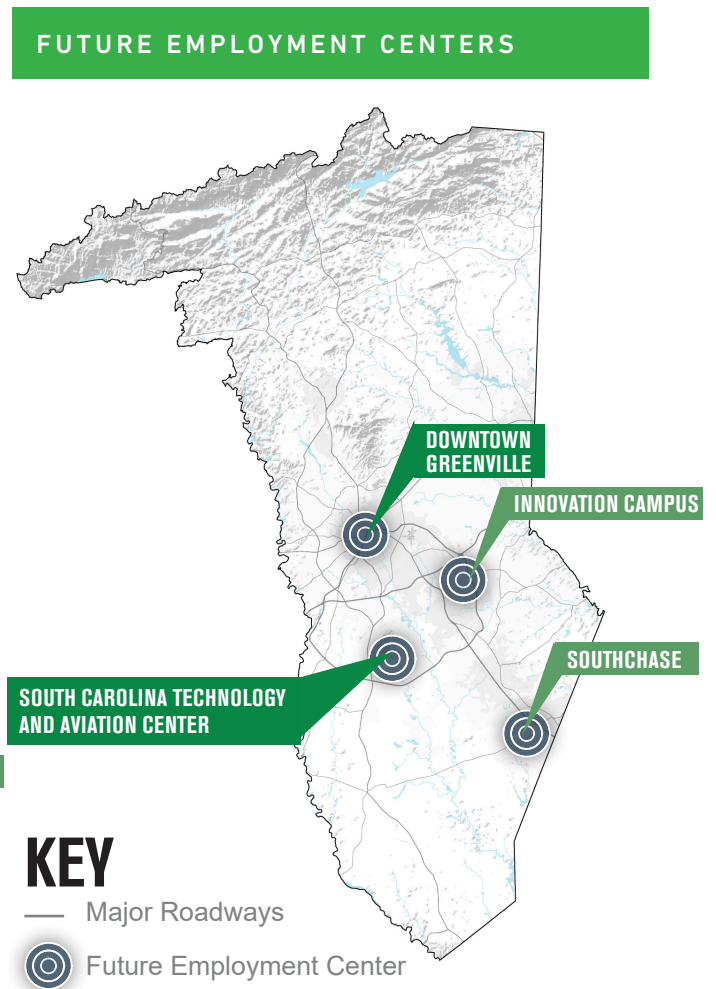 FUTURE EMPLOYMENT CENTERS
DOWNTOWN
GREENVILLE
INNOVATION CAMPUS
SOUTHCHASE
SOUTH CAROLINA TECHNOLOGY
AND AVIATION CENTER
KEY
Major Roadways
Future Employment Center